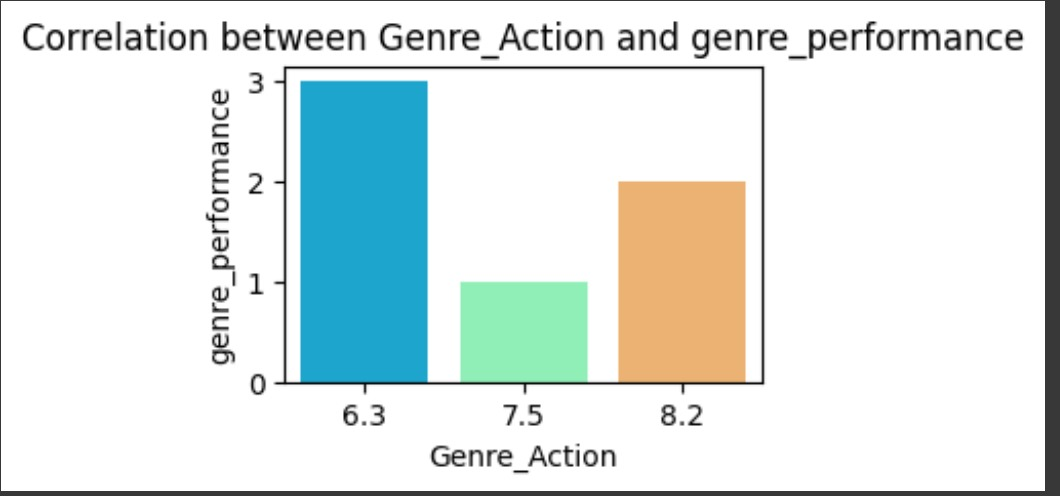 Correlation between Genre_Action and genre_performance
genre_performance
3
2
1
0
6.3 7.5 8.2
Genre_Action